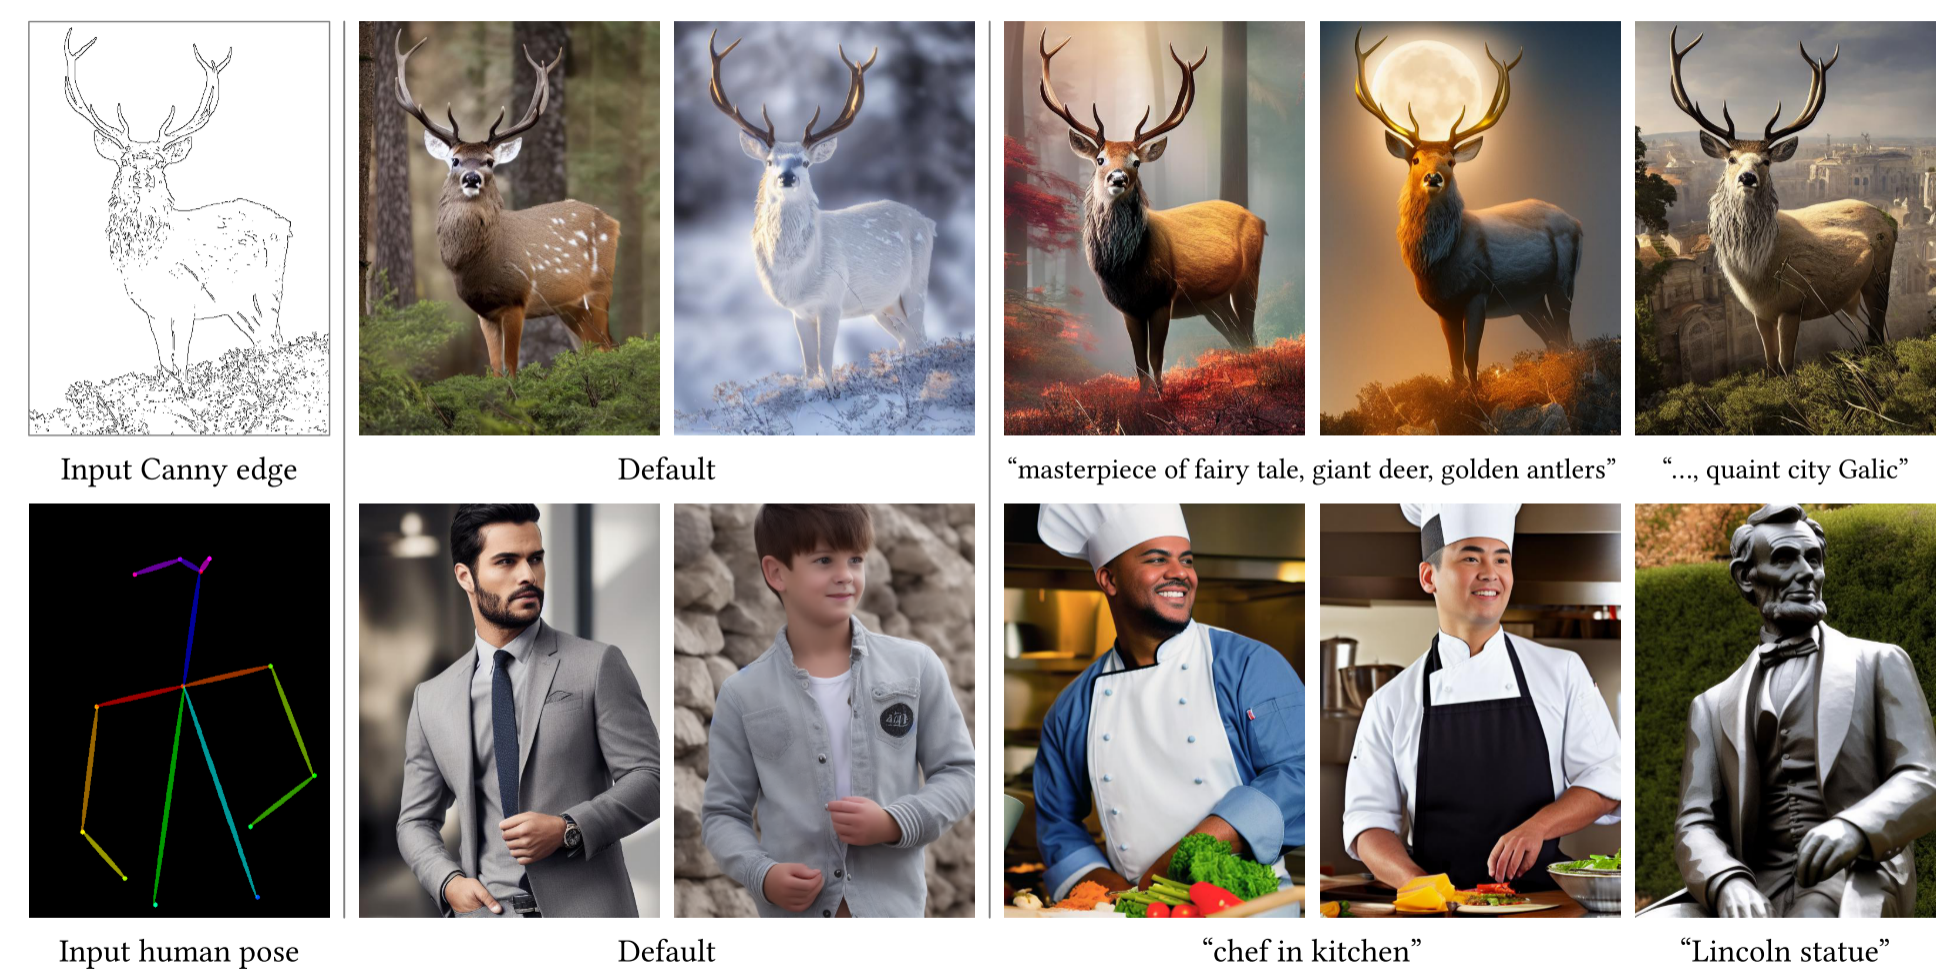 Input Canny edge
Default
“masterpiece of fairy tale, giant deer, golden antlers”
“..., quaint city Galic”
Input human pose
Default
“chef in kitchen”
“Lincoln statue”